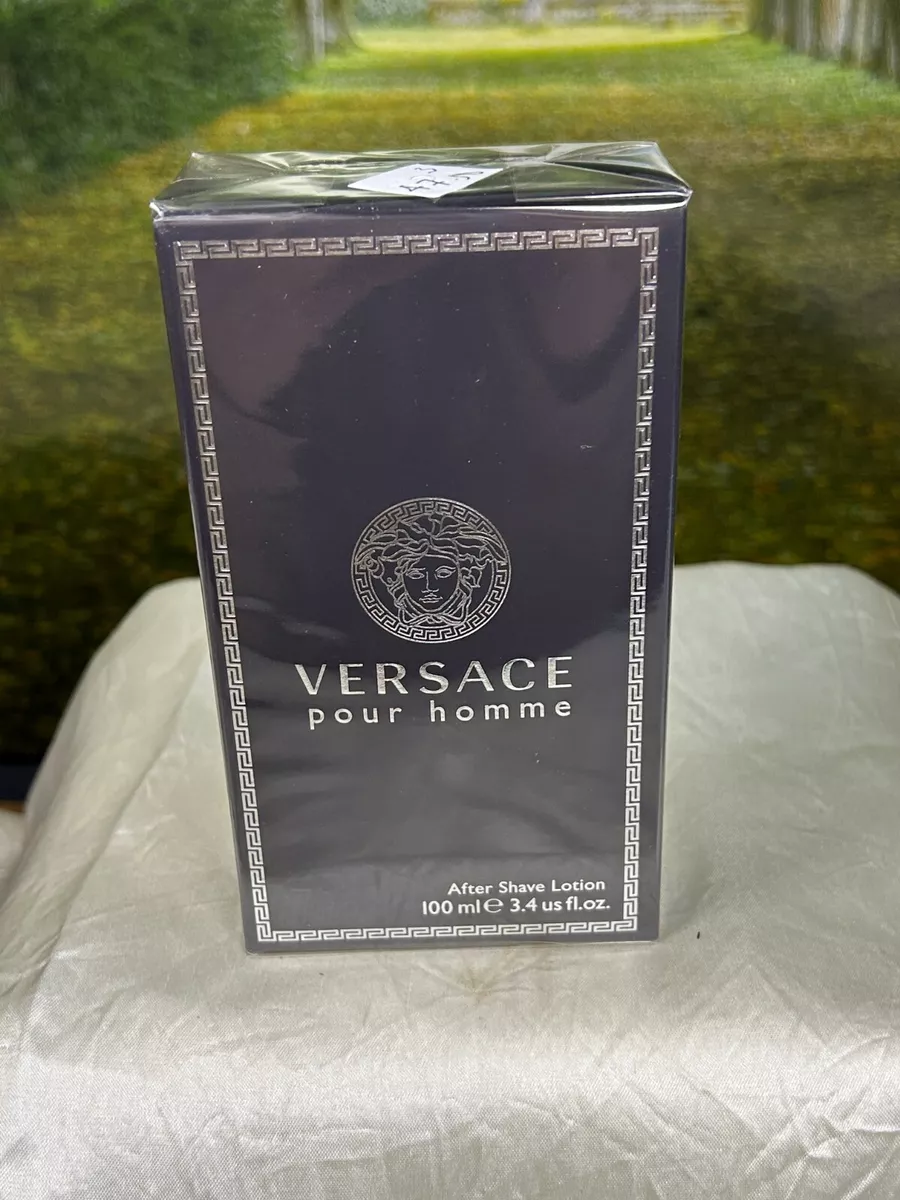 VERSACE
pour homme
After Shave Lotion
100 ml ℮ 3.4 us fl.oz.